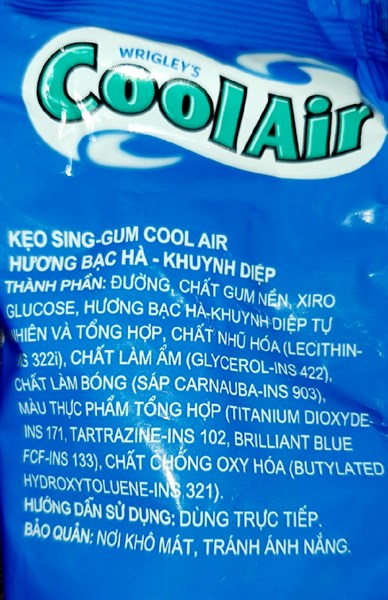 WRIGLEY'S
Cool Air
KẸO SING-GUM COOL AIR
HƯƠNG BẠC HÀ - KHUYNH DIỆP
THÀNH PHẦN: ĐƯỜNG, CHẤT GUM NỀN, XIRO
GLUCOSE, HƯƠNG BẠC HÀ-KHUYNH DIỆP TỰ
NHIÊN VÀ TỔNG HỢP, CHẤT NHŨ HÓA (LECITHIN-
INS 322i), CHẤT LÀM ẨM (GLYCEROL-INS 422),
CHẤT LÀM BÓNG (SÁP CARNAUBA-INS 903),
MÀU THỰC PHẨM TỔNG HỢP (TITANIUM DIOXYDE-
INS 171, TARTRAZINE-INS 102, BRILLIANT BLUE
FCF-INS 133), CHẤT CHỐNG OXY HÓA (BUTYLATED
HYDROXYTOLUENE-INS 321).
HƯỚNG DẪN SỬ DỤNG: DÙNG TRỰC TIẾP.
BẢO QUẢN: NƠI KHÔ MÁT, TRÁNH ÁNH NẮNG.